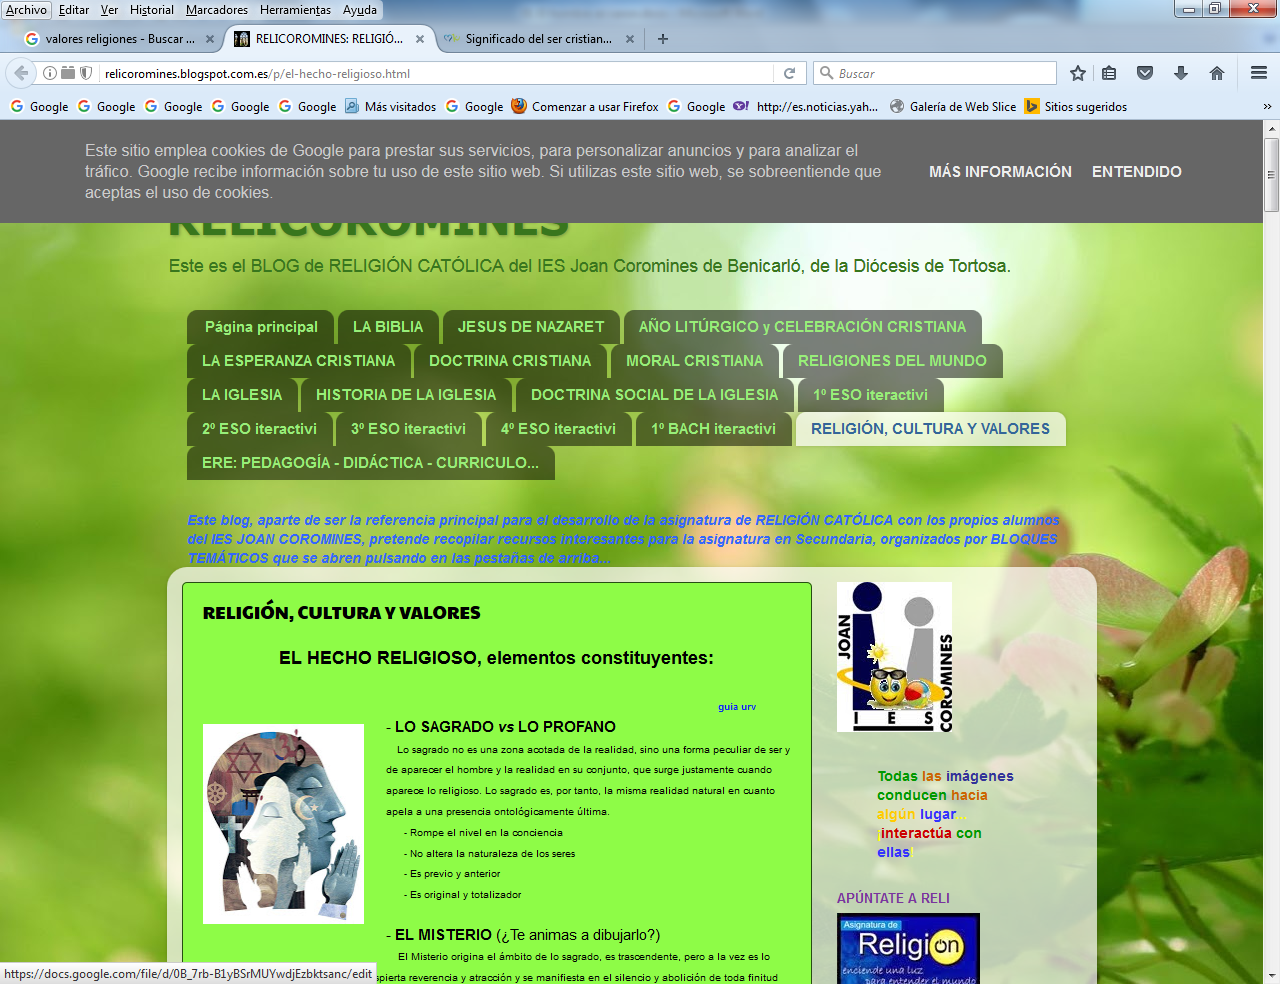 Archivo Editar Ver Historial Marcadores Herramientas Ayuda
valores religiones - Buscar ... RELICOROMINES: RELIGIÓ... Significado del ser cristian...
relicoromines.blogspot.com.es/p/el-hecho-religioso.html Buscar
Google Google Google Google Google Más visitados Google Comenzar a usar Firefox Google http://es.noticias.yah... Galería de Web Slice Sitios sugeridos
Este sitio emplea cookies de Google para prestar sus servicios, para personalizar anuncios y para analizar el
tráfico. Google recibe información sobre tu uso de este sitio web. Si utilizas este sitio web, se sobreentiende que
aceptas el uso de cookies.
MÁS INFORMACIÓN ENTENDIDO
RELICOROMINES
Este es el BLOG de RELIGIÓN CATÓLICA del IES Joan Coromines de Benicarló, de la Diócesis de Tortosa.
Página principal LA BIBLIA JESUS DE NAZARET AÑO LITÚRGICO y CELEBRACIÓN CRISTIANA
LA ESPERANZA CRISTIANA DOCTRINA CRISTIANA MORAL CRISTIANA RELIGIONES DEL MUNDO
LA IGLESIA HISTORIA DE LA IGLESIA DOCTRINA SOCIAL DE LA IGLESIA 1º ESO iteractivi
2º ESO iteractivi 3º ESO iteractivi 4º ESO iteractivi 1º BACH iteractivi RELIGIÓN, CULTURA Y VALORES
ERE: PEDAGOGÍA - DIDÁCTICA - CURRICULO...
Este blog, aparte de ser la referencia principal para el desarrollo de la asignatura de RELIGIÓN CATÓLICA con los propios alumnos
del IES JOAN COROMINES, pretende recopilar recursos interesantes para la asignatura en Secundaria, organizados por BLOQUES
TEMÁTICOS que se abren pulsando en las pestañas de arriba...
RELIGIÓN, CULTURA Y VALORES
EL HECHO RELIGIOSO, elementos constituyentes:
guia urv
- LO SAGRADO vs LO PROFANO
Lo sagrado no es una zona acotada de la realidad, sino una forma peculiar de ser y
de aparecer el hombre y la realidad en su conjunto, que surge justamente cuando
aparece lo religioso. Lo sagrado es, por tanto, la misma realidad natural en cuanto
apela a una presencia ontológicamente última.
- Rompe el nivel en la conciencia
- No altera la naturaleza de los seres
- Es previo y anterior
- Es original y totalizador
- EL MISTERIO (¿Te animas a dibujarlo?)
El Misterio origina el ámbito de lo sagrado, es trascendente, pero a la vez es lo
spierta reverencia y atracción y se manifiesta en el silencio y abolición de toda finitud
JOAN
COROMINES
I E S
Todas las imágenes
conducen hacia
algún lugar...
¡interactúa con
ellas!
APÚNTATE A RELI
Asignatura de
Religión
enciende una luz
para entender el mundo
https://docs.google.com/file/d/0B_7rb-B1yBSrMUYwdjEzbktsanc/edit